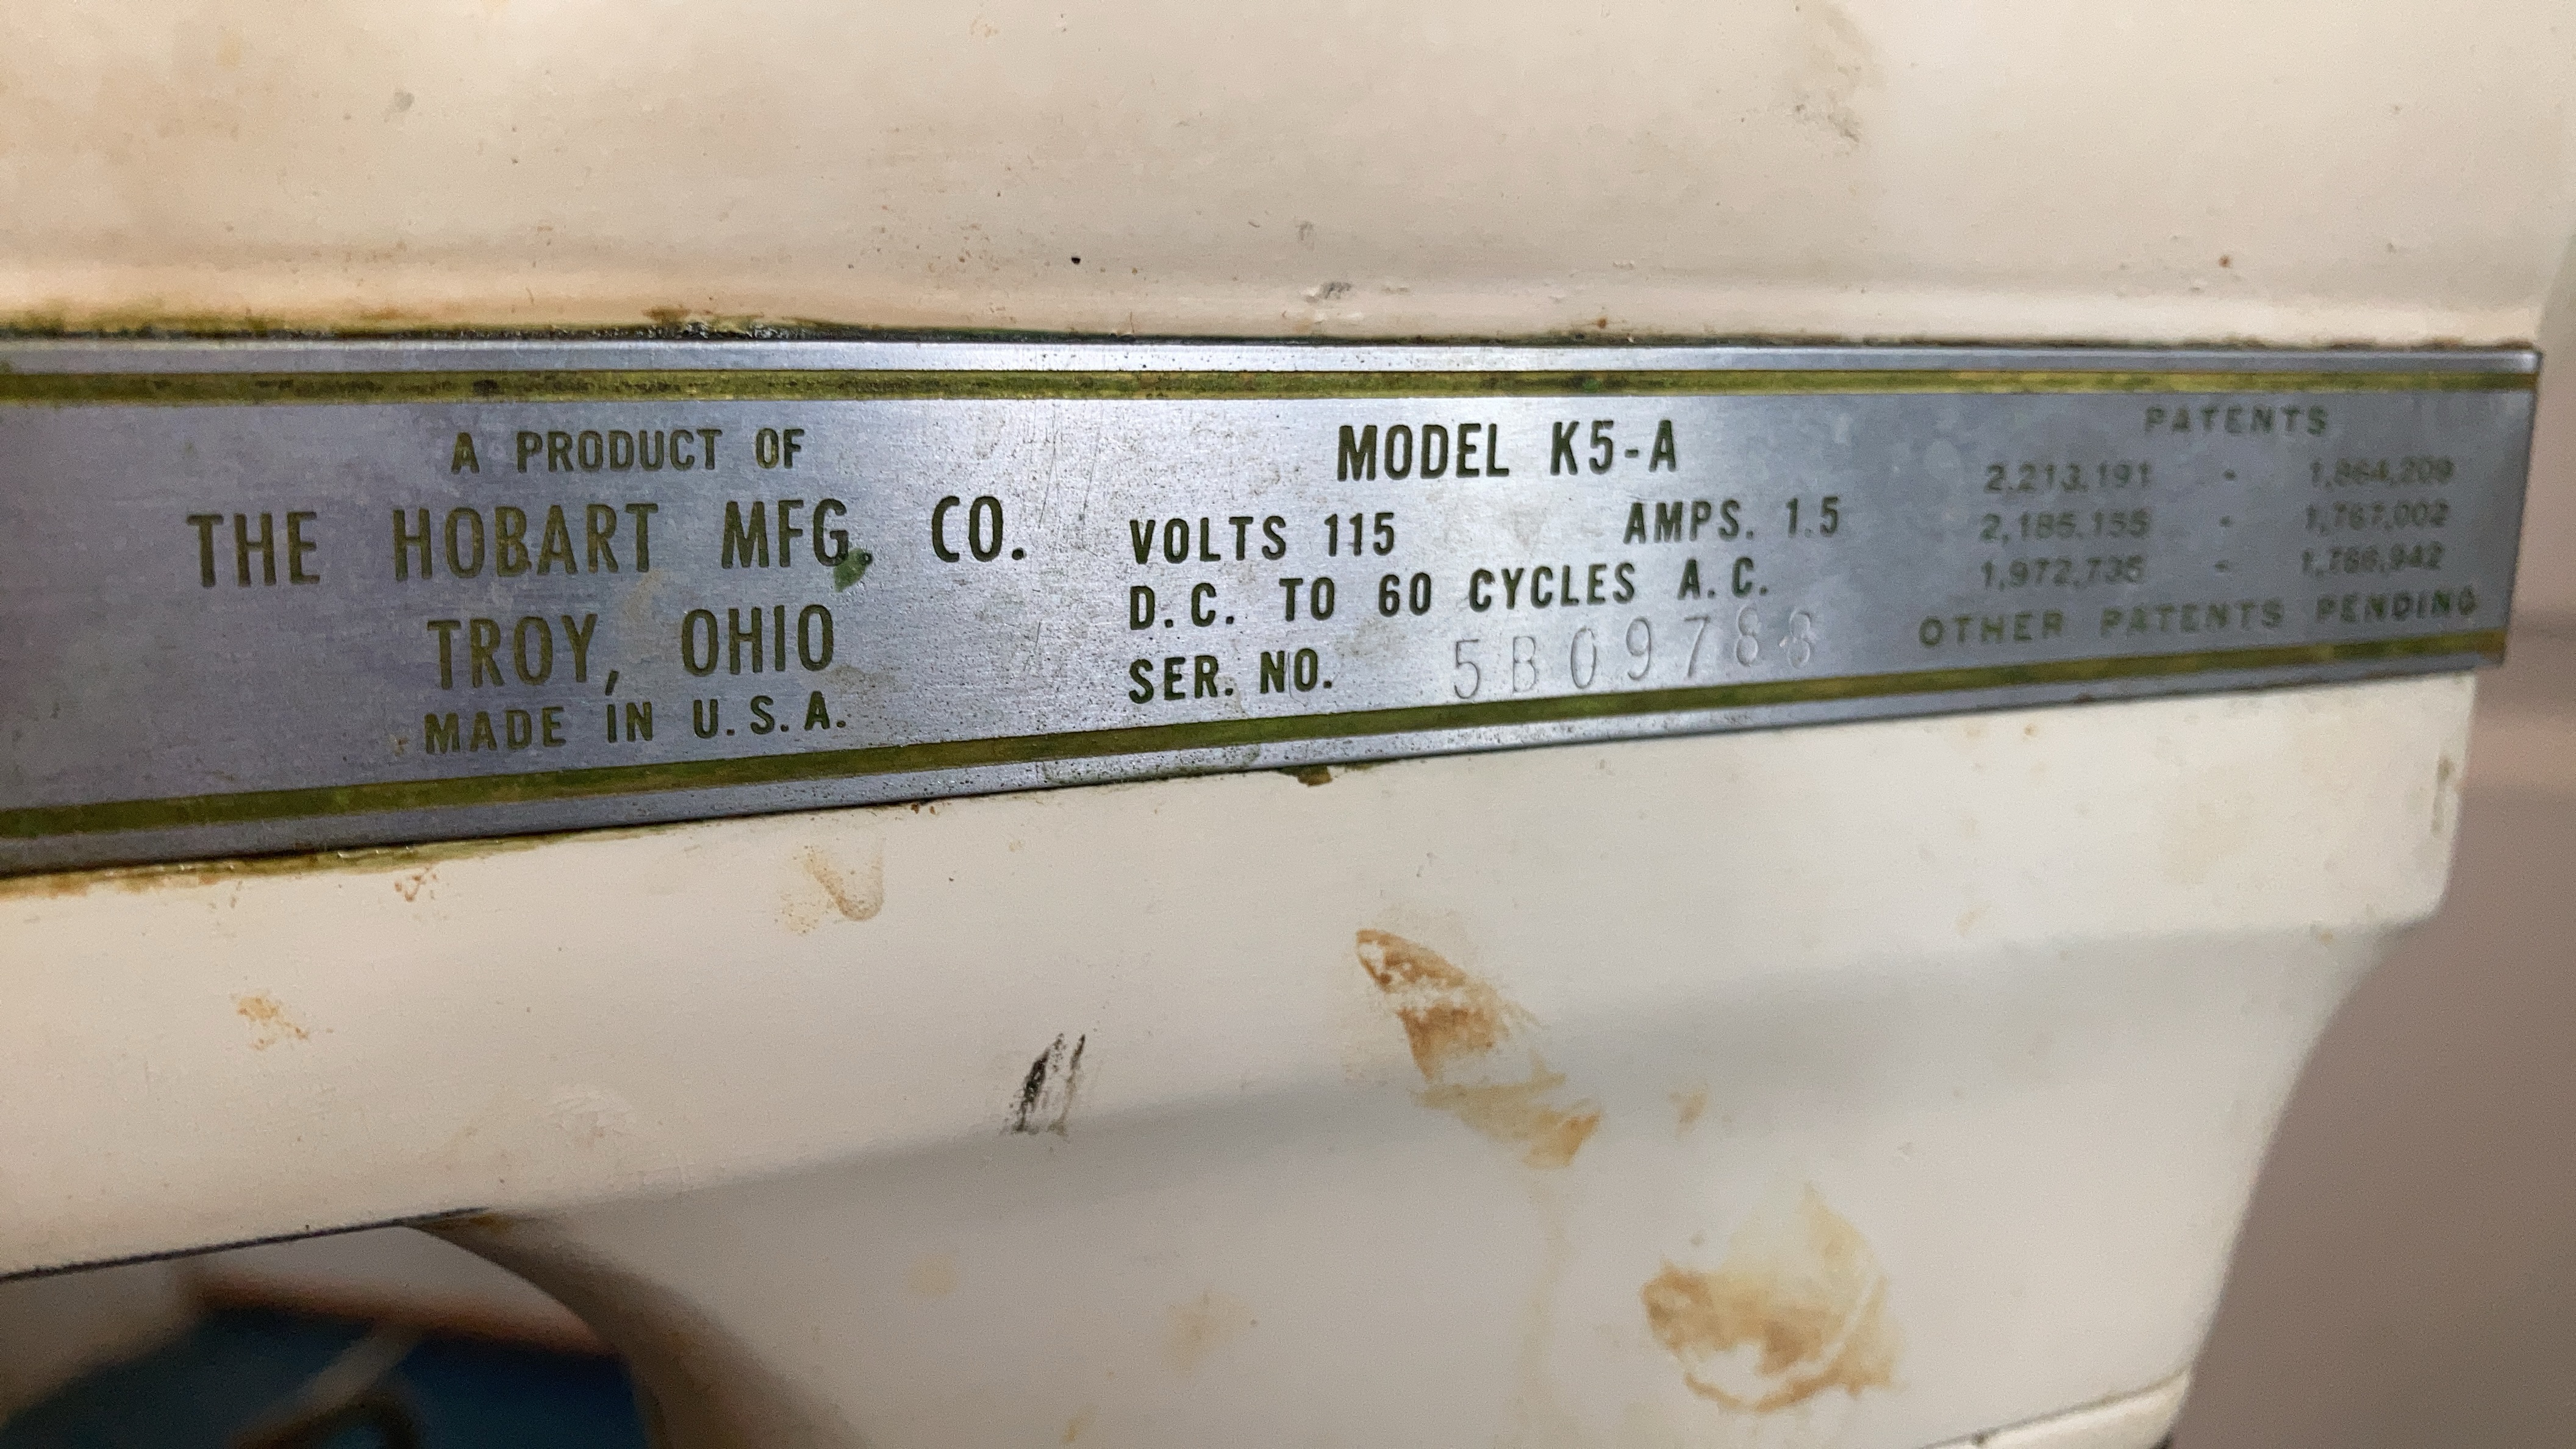 A PRODUCT OF
THE HOBART MFG. CO.
TROY, OHIO
MADE IN U.S.A.
MODEL K5-A
VOLTS 115 AMPS. 1.5
D.C. TO 60 CYCLES A.C.
SER. NO. 5B09788
PATENTS
2,213,191 - 1,864,209
2,185,155 - 1,767,002
1,972,735 - 1,766,942
OTHER PATENTS PENDING